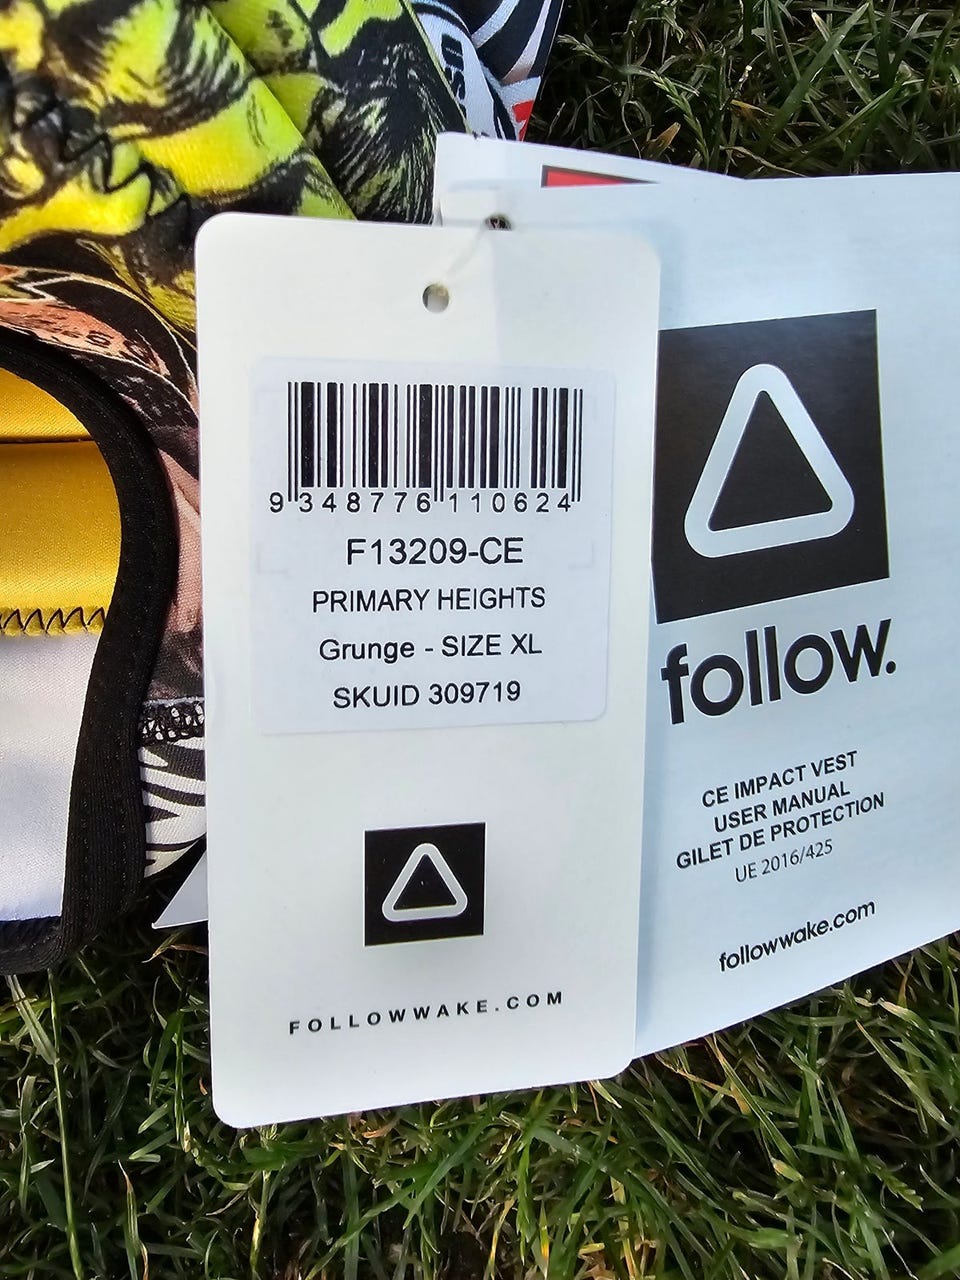 9 348776 110624
F13209-CE
PRIMARY HEIGHTS
Grunge - SIZE XL
SKUID 309719
FOLLOWWAKE.COM
follow.
CE IMPACT VEST
USER MANUAL
GILET DE PROTECTION
UE 2016/425
followwake.com